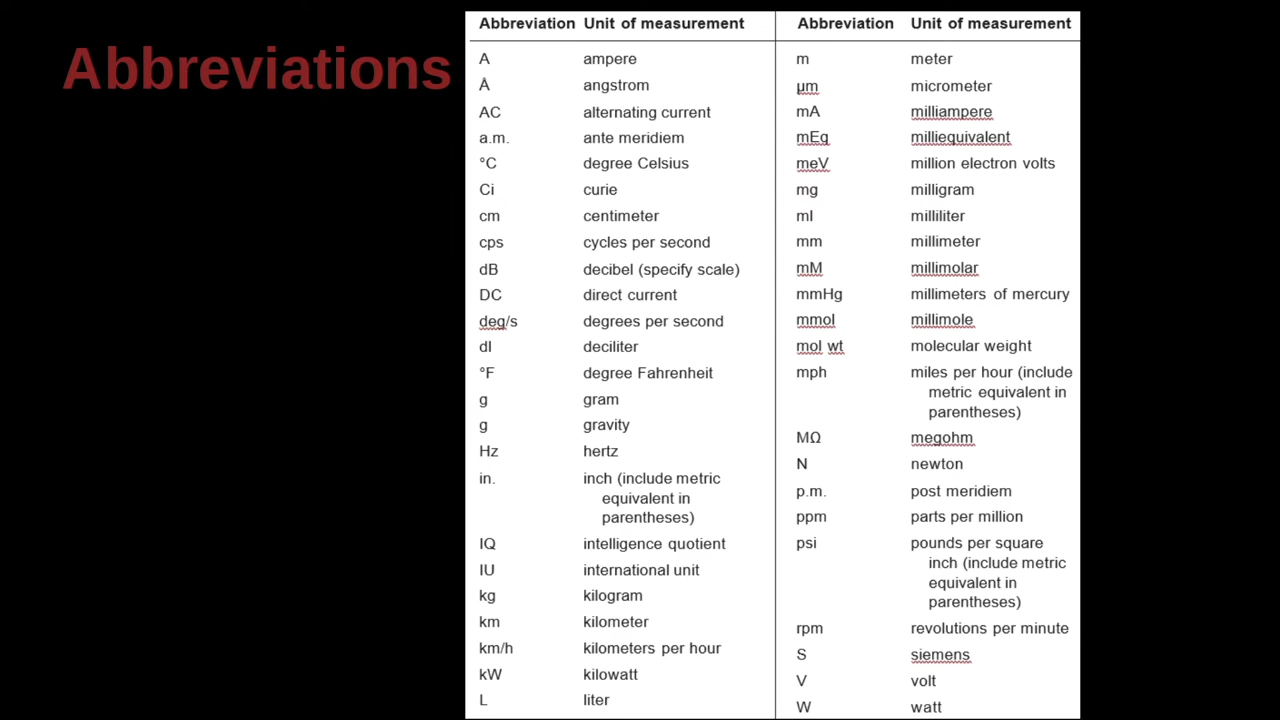 Abbreviations
Abbreviation Unit of measurement
A ampere
Å angstrom
AC alternating current
a.m. ante meridiem
°C degree Celsius
Ci curie
cm centimeter
cps cycles per second
dB decibel (specify scale)
DC direct current
deg/s degrees per second
dl deciliter
°F degree Fahrenheit
g gram
g gravity
Hz hertz
in. inch (include metric
equivalent in
parentheses)
IQ intelligence quotient
IU international unit
kg kilogram
km kilometer
km/h kilometers per hour
kW kilowatt
L liter
Abbreviation Unit of measurement
m meter
μm micrometer
mA milliampere
mEq milliequivalent
meV million electron volts
mg milligram
ml milliliter
mm millimeter
mM millimolar
mmHg millimeters of mercury
mmol millimole
mol wt molecular weight
mph miles per hour (include
metric equivalent in
parentheses)
MΩ megohm
N newton
p.m. post meridiem
ppm parts per million
psi pounds per square
inch (include metric
equivalent in
parentheses)
rpm revolutions per minute
S siemens
V volt
W watt